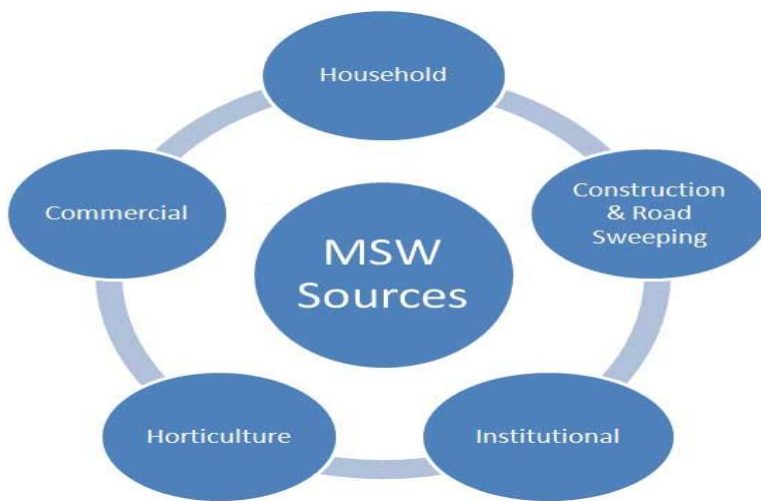 Household
Commercial
Construction
& Road
Sweeping
MSW
Sources
Horticulture
Institutional